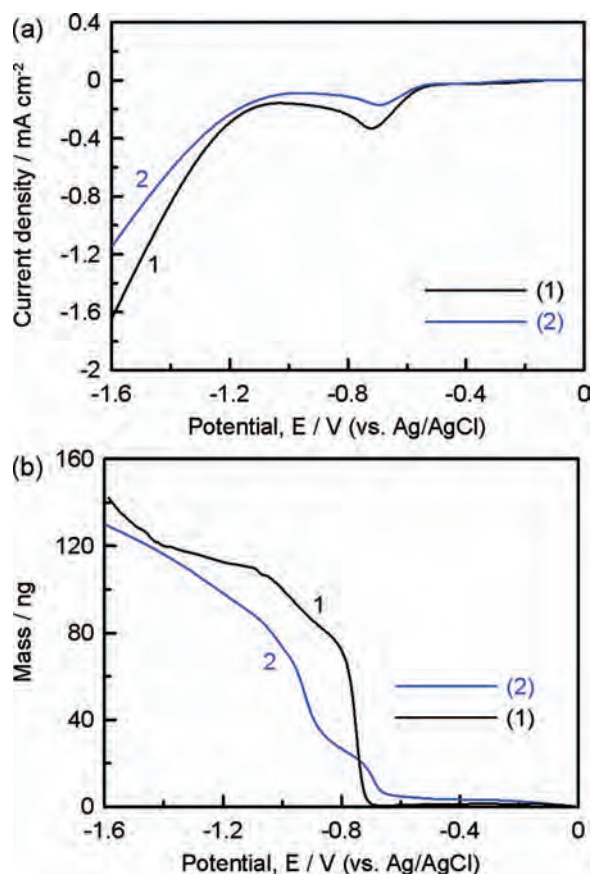 (a)
0.4
0
-0.4
-0.8
-1.2
-1.6
-2
Current density / mA cm-2
2
1
(1)
(2)
-1.6 -1.2 -0.8 -0.4 0
Potential, E / V (vs. Ag/AgCl)
(b)
160
120
80
40
0
Mass / ng
1
2
(2)
(1)
-1.6 -1.2 -0.8 -0.4 0
Potential, E / V (vs. Ag/AgCl)